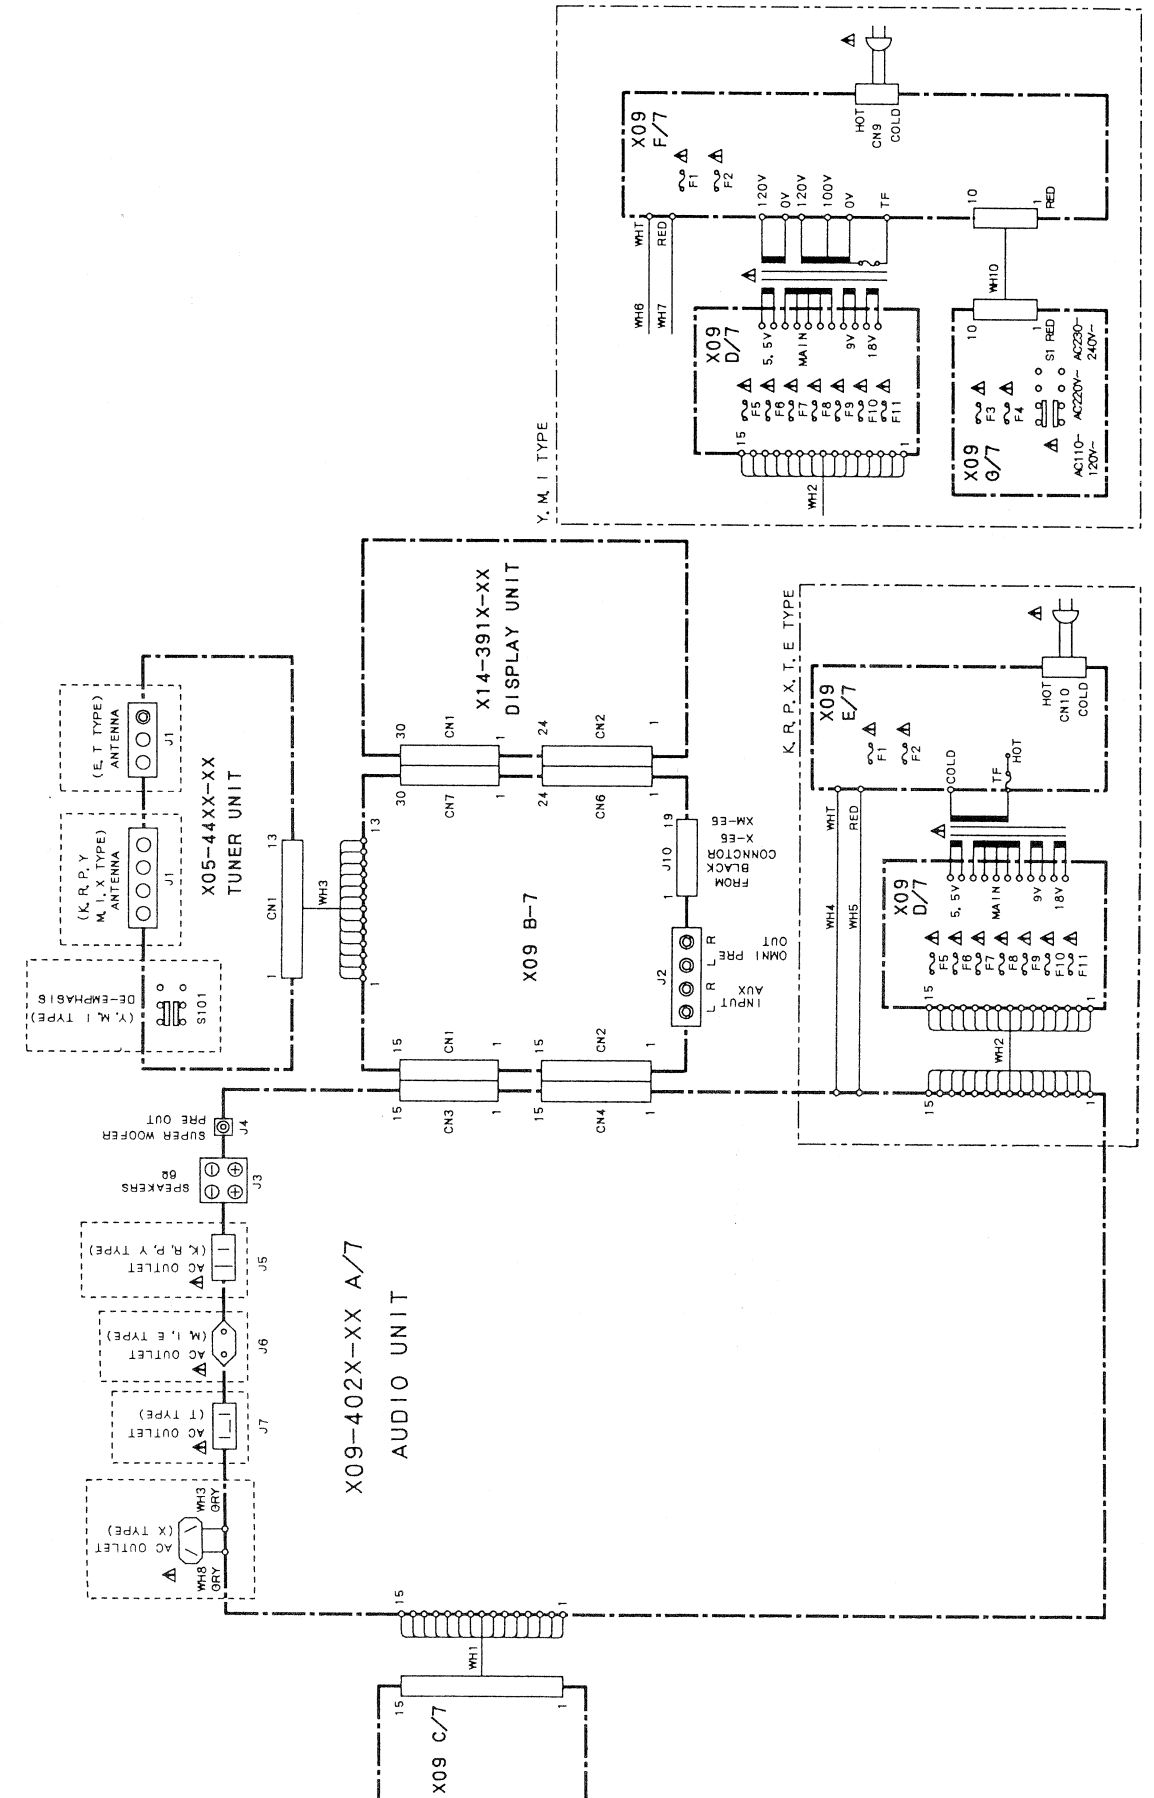 Y, M, I TYPE
X09
F/7
F1
F2
HOT
CN9
COLD
WHT
RED
WH6
WH7
120V
0V
120V
100V
0V
TF
10
1
RED
WH10
X09
D/7
5.5V
MAIN
9V
18V
F5
F6
F7
F8
F9
F10
F11
15
1
WH2
X09
G/7
10
1
RED
F3
F4
S1
AC110~
120V~
AC220V~
AC230~
240V~
K, R, P, X, T, E TYPE
X09
E/7
F1
F2
HOT
CN10
COLD
COLD
TF
HOT
WHT
RED
WH4
WH5
X09
D/7
5.5V
MAIN
9V
18V
F5
F6
F7
F8
F9
F10
F11
15
1
WH2
15
1
X14-391X-XX
DISPLAY UNIT
30
CN1
1
24
CN2
1
30
CN7
1
24
CN6
1
(E, T TYPE)
ANTENNA
J1
(K, R, P, Y
M, I, X TYPE)
ANTENNA
J1
X05-44XX-XX
TUNER UNIT
DE-EMPHASIS
(Y, M, I TYPE)
S101
1
CN1
13
WH3
1
13
X09 B-7
FROM
BLACK
CONNCTOR
X-E5
XM-E5
1
J10
19
J2
L
R
L
R
INPUT
AUX
OMNI PRE
OUT
15
CN1
1
15
CN2
1
15
CN3
1
15
CN4
1
SUPER WOOFER
PRE OUT
J4
SPEAKERS
6Ω
J3
AC OUTLET
(K, R, P, Y TYPE)
J5
AC OUTLET
(M, I, E TYPE)
J6
AC OUTLET
(T TYPE)
J7
AC OUTLET
(X TYPE)
WH3
GRY
WH8
GRY
X09-402X-XX A/7
AUDIO UNIT
15
1
WH1
15
1
X09 C/7